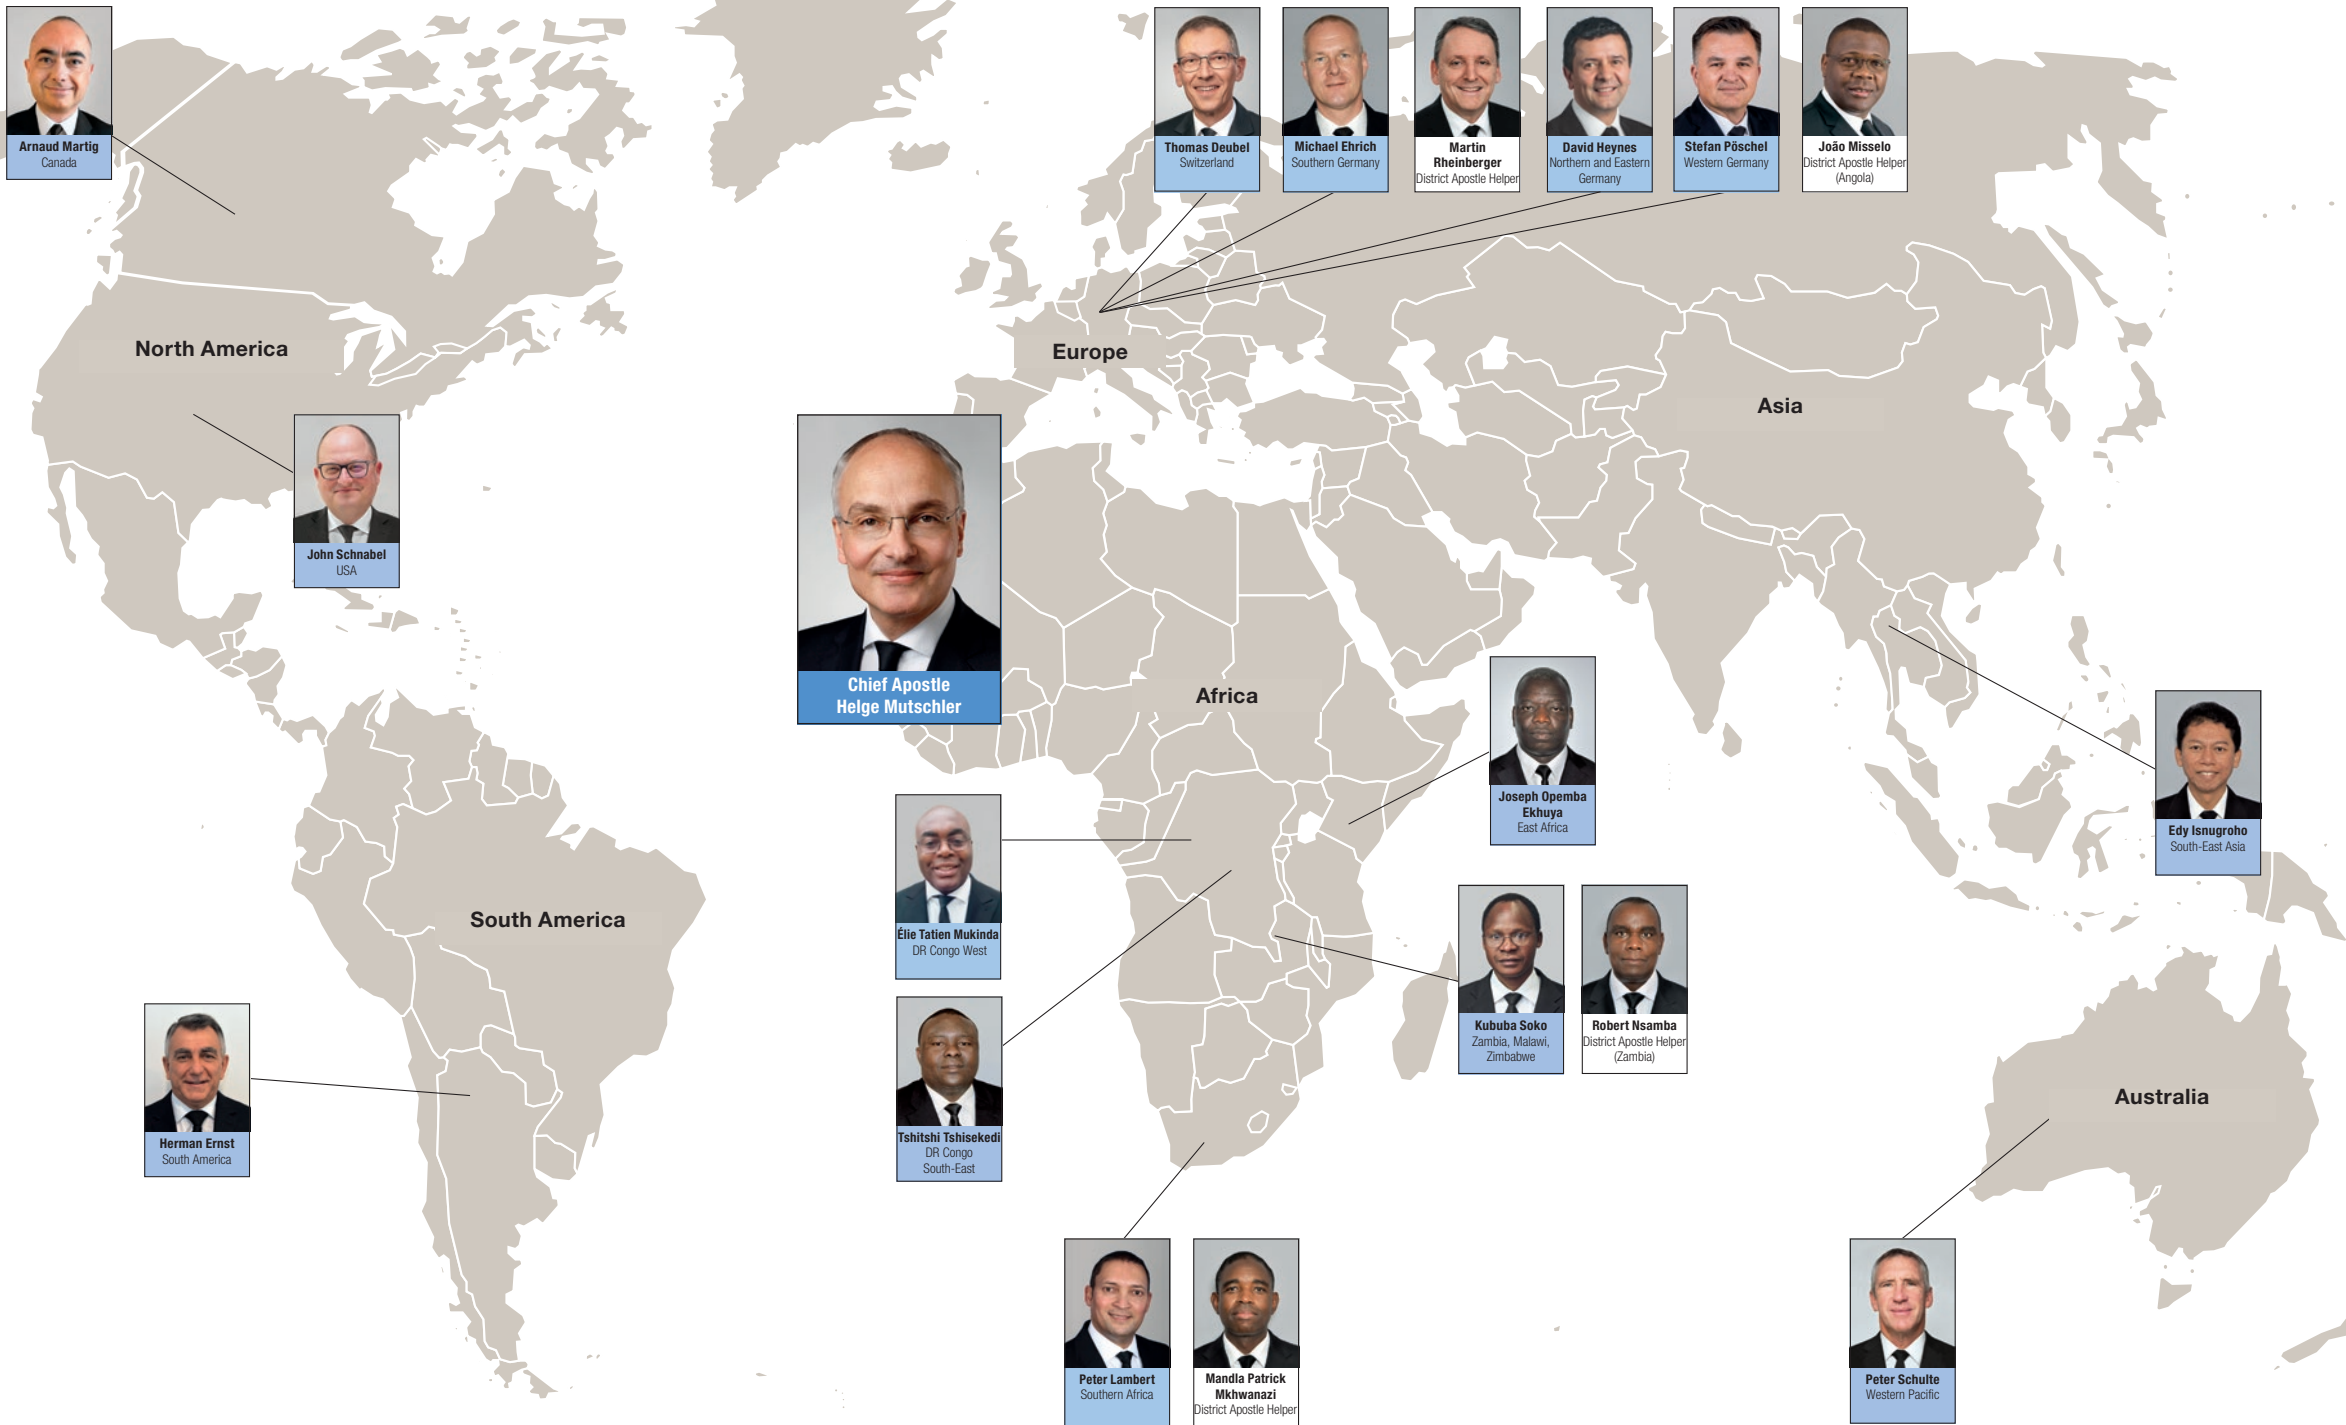 Arnaud Martig
Canada
Thomas Deubel
Switzerland
Michael Ehrich
Southern Germany
Martin
Rheinberger
District Apostle Helper
David Heynes
Northern and Eastern
Germany
Stefan Pöschel
Western Germany
João Misselo
District Apostle Helper
(Angola)
North America
Europe
Asia
John Schnabel
USA
Chief Apostle
Helge Mutschler
Africa
Joseph Opemba
Ekhuya
East Africa
Edy Isnugroho
South-East Asia
South America
Élie Tatien Mukinda
DR Congo West
Kububa Soko
Zambia, Malawi,
Zimbabwe
Robert Nsamba
District Apostle Helper
(Zambia)
Herman Ernst
South America
Tshitshi Tshisekedi
DR Congo
South-East
Australia
Peter Lambert
Southern Africa
Mandla Patrick
Mkhwanazi
District Apostle Helper
Peter Schulte
Western Pacific